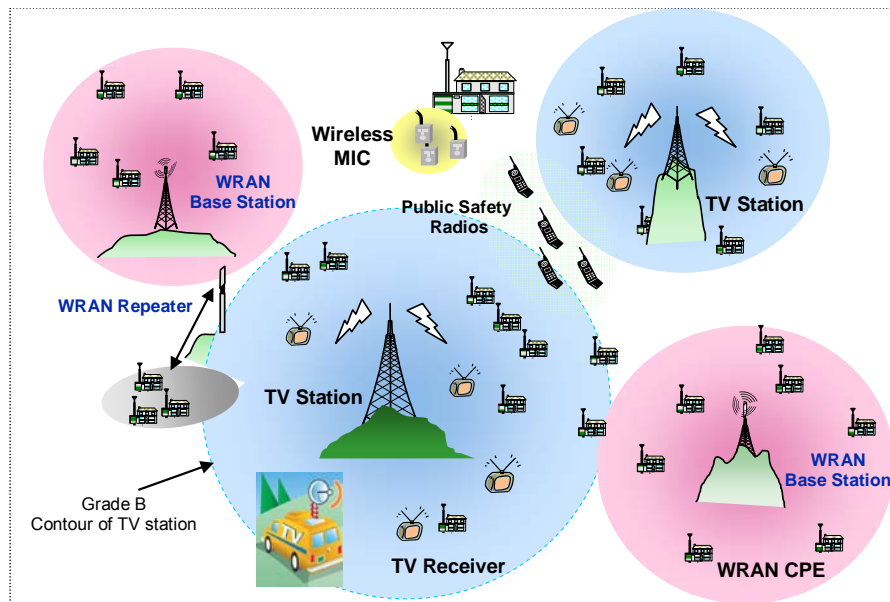 Wireless
MIC
WRAN
Base Station
Public Safety
Radios
TV Station
WRAN Repeater
TV Station
Grade B
Contour of TV station
TV
TV Receiver
WRAN
Base Station
WRAN CPE